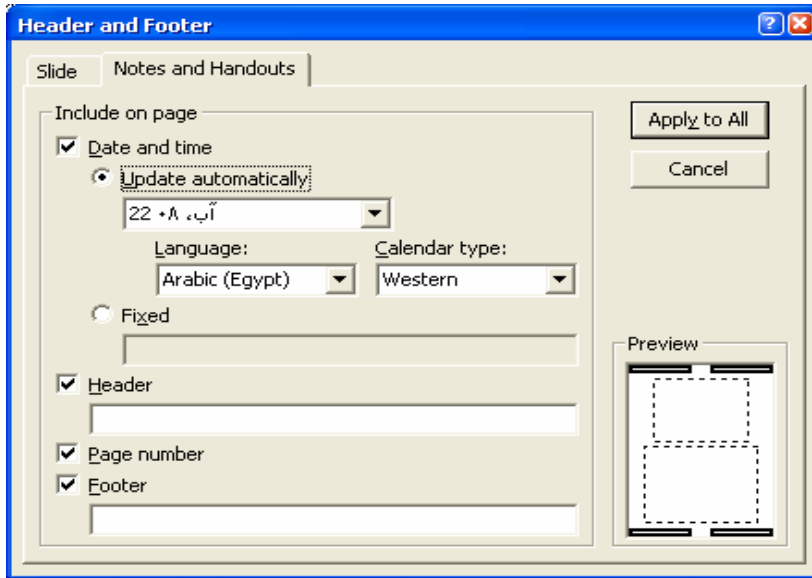 Header and Footer
Slide
Notes and Handouts
Include on page
Apply to All
Date and time
Cancel
Update automatically
22 آب، ٠٨
Language:
Calendar type:
Arabic (Egypt)
Western
Fixed
Preview
Header
Page number
Footer